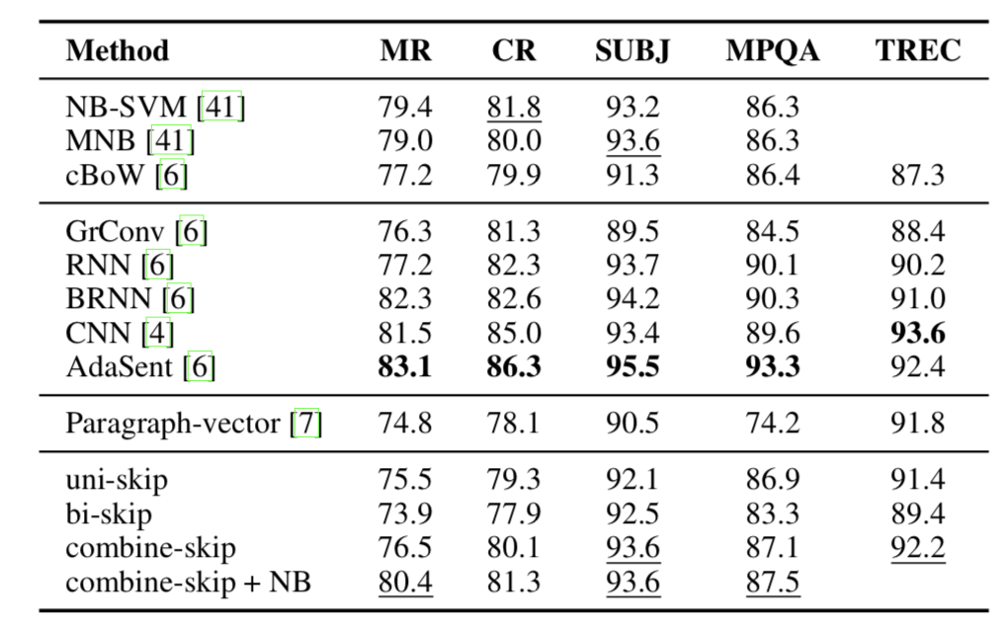 Method MR CR SUBJ MPQA TREC
NB-SVM [41] 79.4 81.8 93.2 86.3
MNB [41] 79.0 80.0 93.6 86.3
cBoW [6] 77.2 79.9 91.3 86.4 87.3
GrConv [6] 76.3 81.3 89.5 84.5 88.4
RNN [6] 77.2 82.3 93.7 90.1 90.2
BRNN [6] 82.3 82.6 94.2 90.3 91.0
CNN [4] 81.5 85.0 93.4 89.6 93.6
AdaSent [6] 83.1 86.3 95.5 93.3 92.4
Paragraph-vector [7] 74.8 78.1 90.5 74.2 91.8
uni-skip 75.5 79.3 92.1 86.9 91.4
bi-skip 73.9 77.9 92.5 83.3 89.4
combine-skip 76.5 80.1 93.6 87.1 92.2
combine-skip + NB 80.4 81.3 93.6 87.5